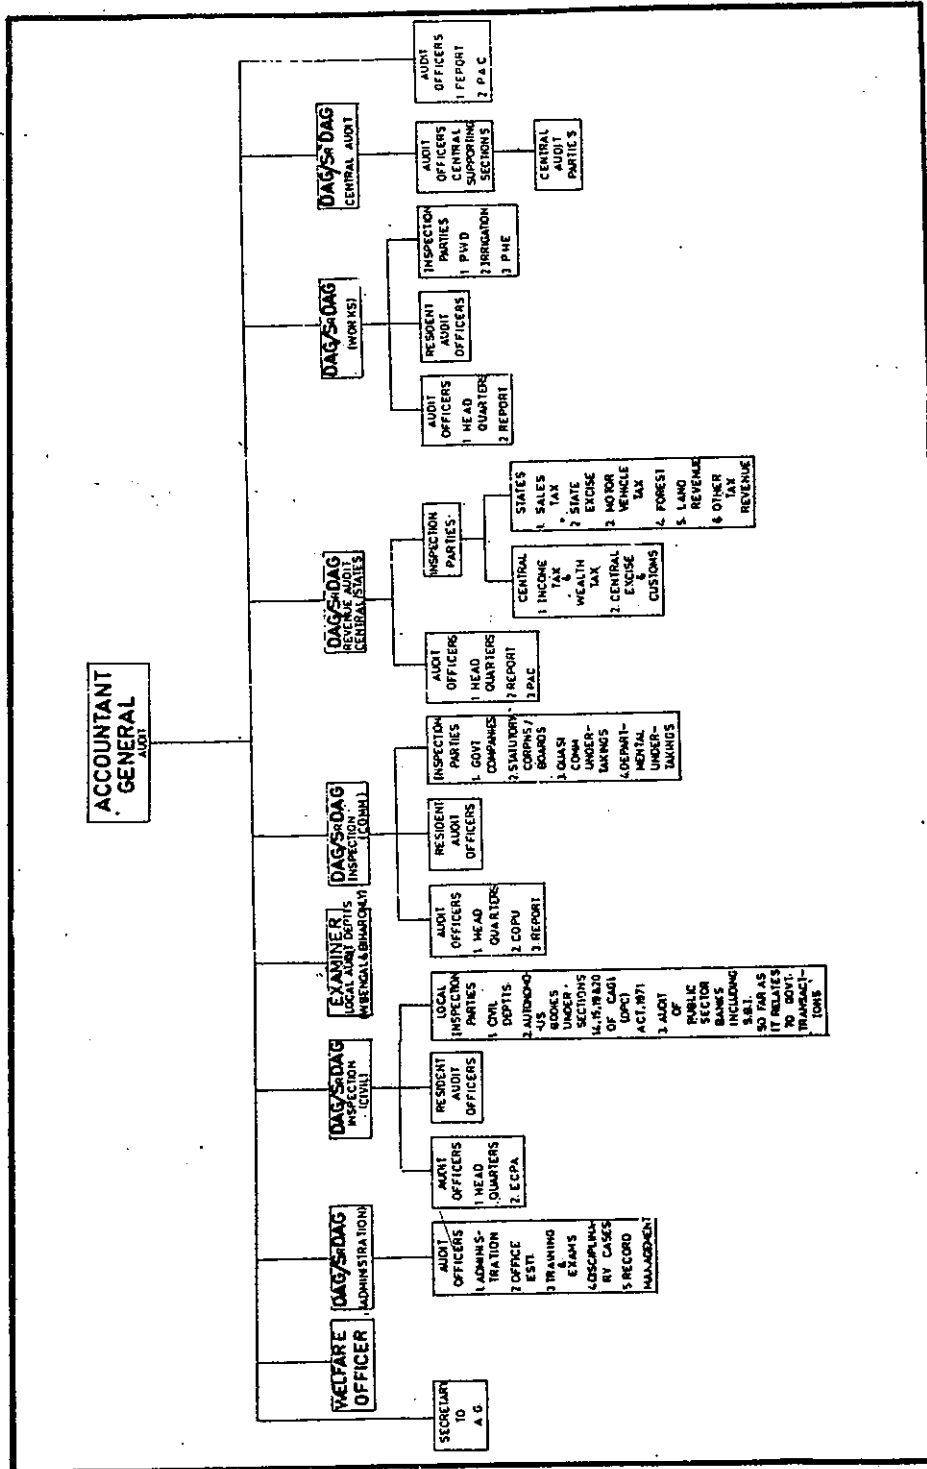 ACCOUNTANT
GENERAL
AUDIT
SECRETARY
TO
A G.
WELFARE
OFFICER
DAG/SR DAG
(ADMINISTRATION)
AUDIT
OFFICERS
1. ADMINIS-
TRATION
2 OFFICE
ESTT.
3 TRAINING
&
EXAMS
4. DISCIPLINA-
RY CASES
5 RECORD
MANAGEMENT
DAG/SR DAG
INSPECTION
(CIVIL)
AUDIT
OFFICERS
1 HEAD
QUARTERS
2. ECPA
RESIDENT
AUDIT
OFFICERS
LOCAL
INSPECTION
PARTIES
1. CIVIL
DEPTTS.
2. AUTONOMO-
-US
BODIES
UNDER
SECTIONS
14,15,19&20
OF CAG'S
(DPC)
ACT,1971
3. AUDIT
OF
PUBLIC
SECTOR
BANKS
INCLUDING
S.B.I.
SO FAR AS
IT RELATES
TO GOVT.
TRANSACT-
IONS
EXAMINER
LOCAL AUDIT DEPTTS
(W.BENGAL & BIHAR ONLY)
DAG/SR DAG
INSPECTION
(COMM)
AUDIT
OFFICERS
1 HEAD
QUARTERS
2. COPU
3. REPORT
RESIDENT
AUDIT
OFFICERS
INSPECTION
PARTIES
1. GOVT
COMPANIES
2. STATUTORY
CORPNS/
BOARDS
3. QUASI
COMM
UNDER-
TAKINGS
4. DEPART-
MENTAL
UNDER-
TAKINGS
DAG/SR DAG
REVENUE AUDIT
CENTRAL/STATES
AUDIT
OFFICERS
1 HEAD
QUARTERS
2 REPORT
3 PAC
INSPECTION
PARTIES
CENTRAL
1 INCOME
TAX
&
WEALTH
TAX
2. CENTRAL
EXCISE
&
CUSTOMS
STATES
1. SALES
TAX
2 STATE
EXCISE
3. MOTOR
VEHICLE
TAX
4. FOREST
5. LAND
REVENUE
6 OTHER
TAX
REVENUE
DAG/SR DAG
(WORKS)
AUDIT
OFFICERS
1 HEAD
QUARTERS
2 REPORT
RESIDENT
AUDIT
OFFICERS
INSPECTION
PARTIES
1 PWD
2 IRRIGATION
3 PHE
DAG/SR DAG
CENTRAL AUDIT
AUDIT
OFFICERS
CENTRAL
SUPPORTING
SECTIONS
CENTRAL
AUDIT
PARTIES
AUDIT
OFFICERS
1 REPORT
2 PAC